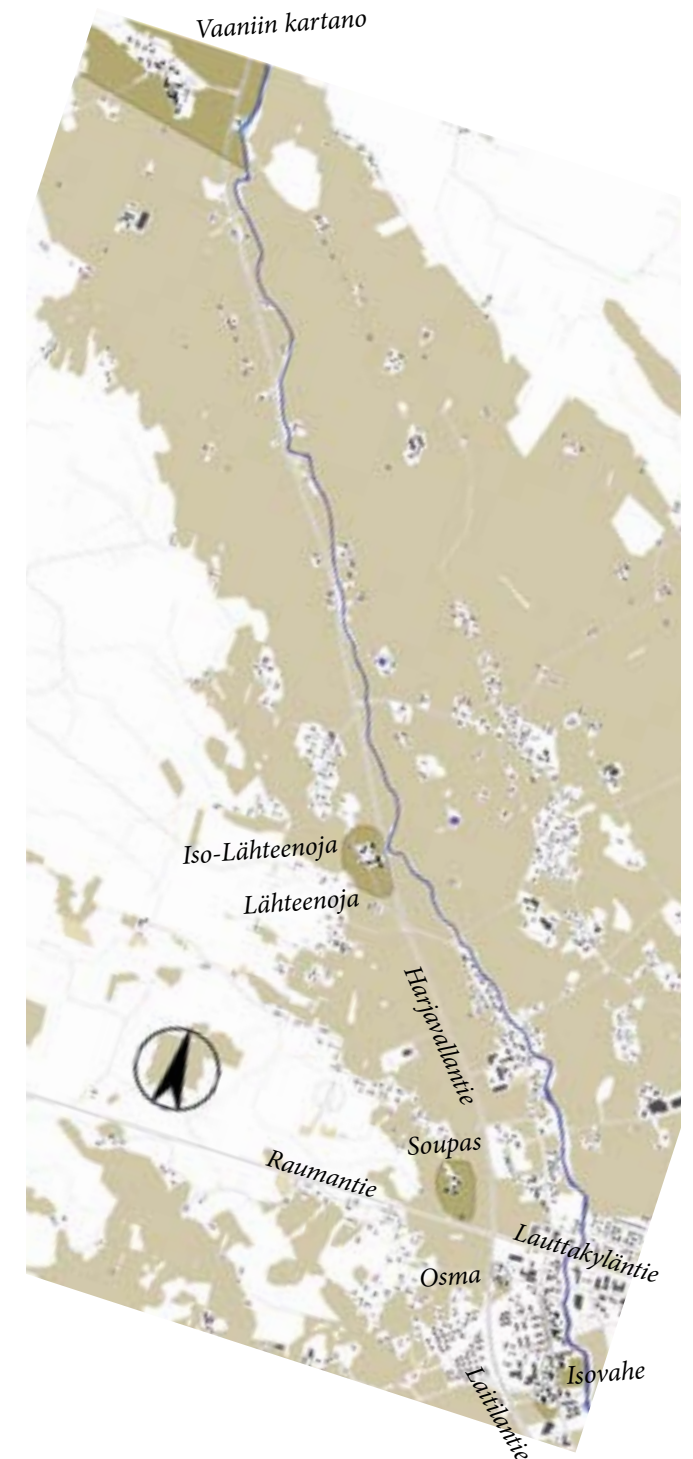 Vaaniin kartano
Iso-Lähteenoja
Lähteenoja
Harjavallantie
Soupas
Raumantie
Lauttakyläntie
Osma
Isovahe
Laitilantie